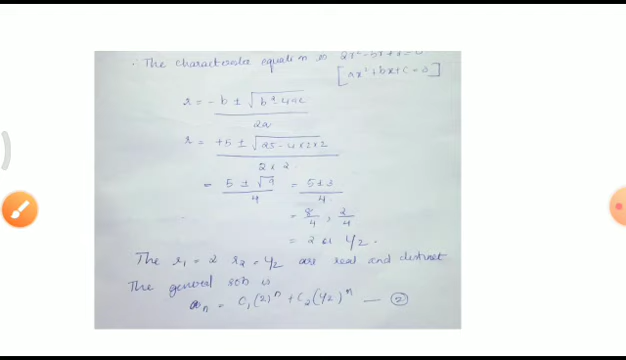 . The characteristic equation is 2r² - 5r + 2 = 0
[ax² + bx + c = 0]
r = - b ± √b² - 4ac
2a
r = +5 ± √25 - 4×2×2
2 × 2
= 5 ± √9 = 5±3
4 4
= 8/4, 2/4
= 2 or 1/2.
The r₁ = 2 r₂ = 1/2 are real and distinct
The general soln is
aₙ = C₁(2)ⁿ + C₂(1/2)ⁿ — ②